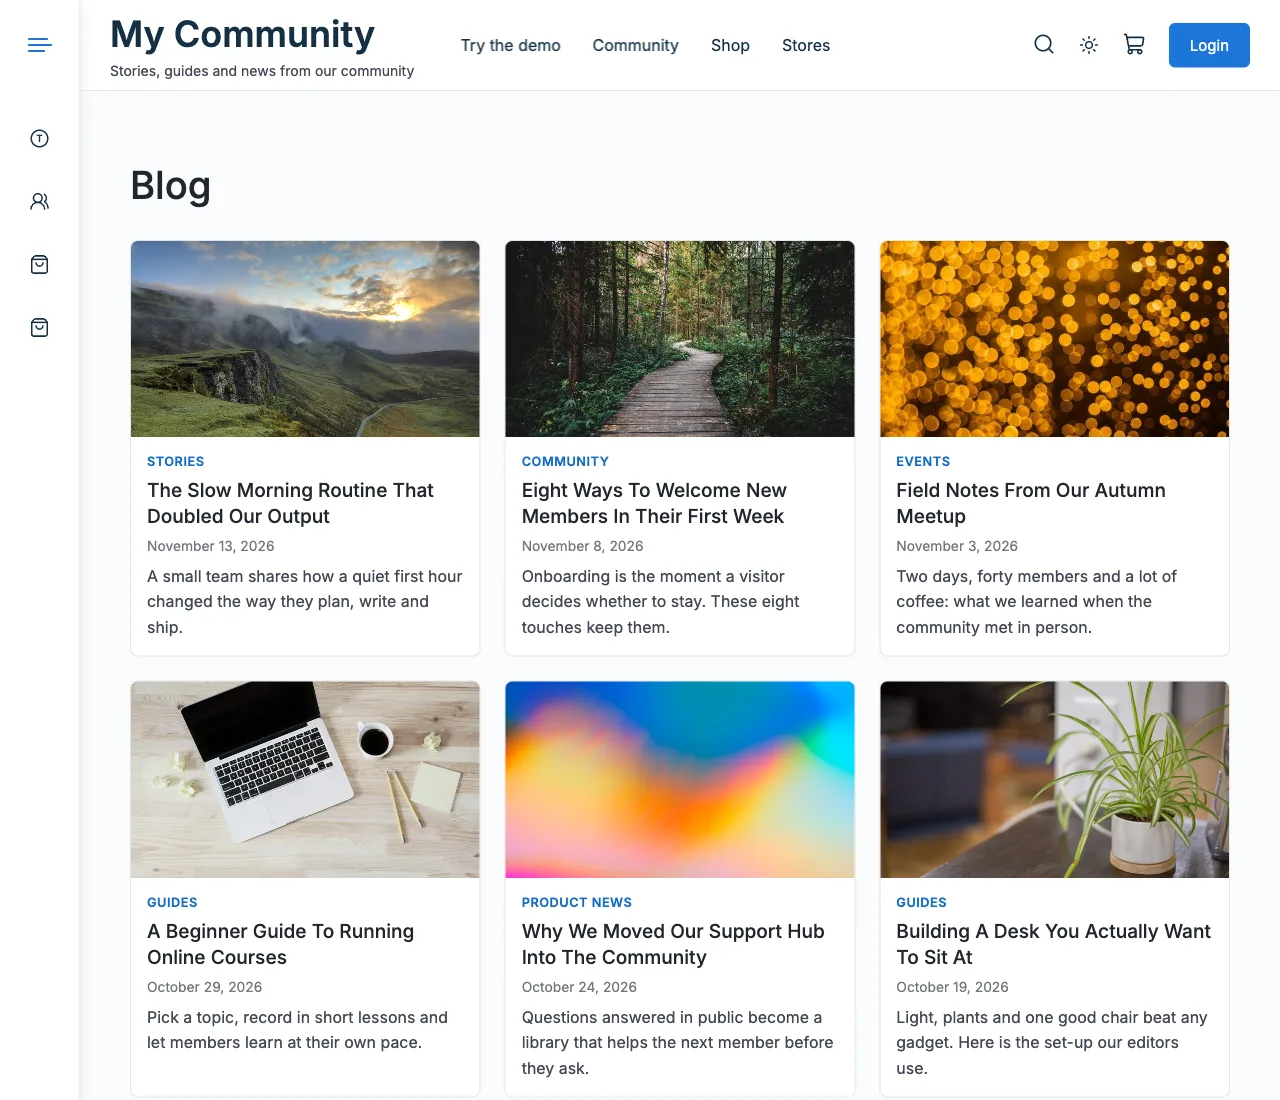 My Community
Stories, guides and news from our community
Try the demo
Community
Shop
Stores
Login
T
Blog
STORIES
The Slow Morning Routine That
Doubled Our Output
November 13, 2026
A small team shares how a quiet first hour
changed the way they plan, write and
ship.
COMMUNITY
Eight Ways To Welcome New
Members In Their First Week
November 8, 2026
Onboarding is the moment a visitor
decides whether to stay. These eight
touches keep them.
EVENTS
Field Notes From Our Autumn
Meetup
November 3, 2026
Two days, forty members and a lot of
coffee: what we learned when the
community met in person.
GUIDES
A Beginner Guide To Running
Online Courses
October 29, 2026
Pick a topic, record in short lessons and
let members learn at their own pace.
PRODUCT NEWS
Why We Moved Our Support Hub
Into The Community
October 24, 2026
Questions answered in public become a
library that helps the next member before
they ask.
GUIDES
Building A Desk You Actually Want
To Sit At
October 19, 2026
Light, plants and one good chair beat any
gadget. Here is the set-up our editors
use.